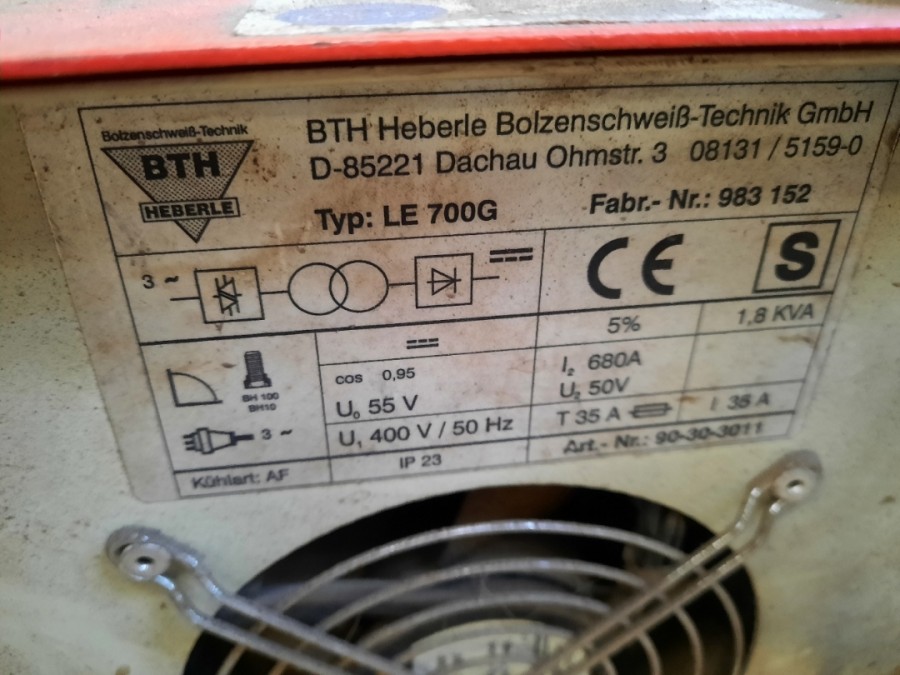 Bolzenschweiß-Technik
BTH
HEBERLE
BTH Heberle Bolzenschweiß-Technik GmbH
D-85221 Dachau Ohmstr. 3 08131 / 5159-0
Typ: LE 700G Fabr.- Nr.: 983 152
3 ~
CE S
5% 1,8 KVA
BH 100
BH10
cos 0,95
U₀ 55 V
I₂ 680A
U₂ 50V
3 ~
U₁ 400 V / 50 Hz
T 35 A I 35 A
Kühlart: AF
IP 23
Art.- Nr.: 90-30-3011